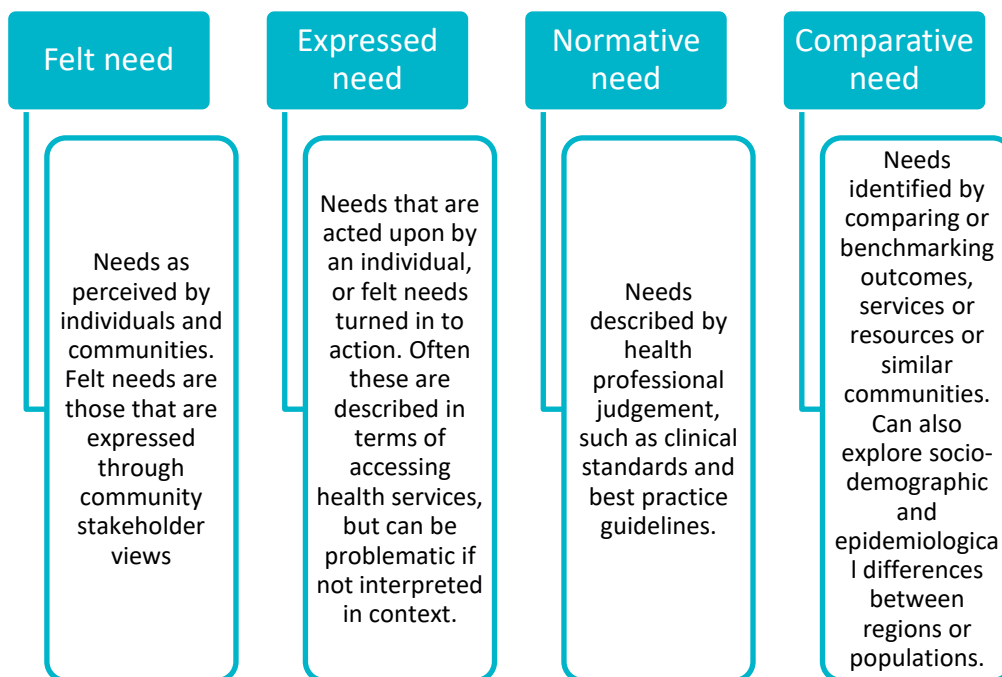 Felt need
Needs as
perceived by
individuals and
communities.
Felt needs are
those that are
expressed
through
community
stakeholder
views
Expressed
need
Needs that are
acted upon by
an individual,
or felt needs
turned in to
action. Often
these are
described in
terms of
accessing
health services,
but can be
problematic if
not interpreted
in context.
Normative
need
Needs
described by
health
professional
judgement,
such as clinical
standards and
best practice
guidelines.
Comparative
need
Needs
identified by
comparing or
benchmarking
outcomes,
services or
resources or
similar
communities.
Can also
explore socio-
demographic
and
epidemiologica
l differences
between
regions or
populations.